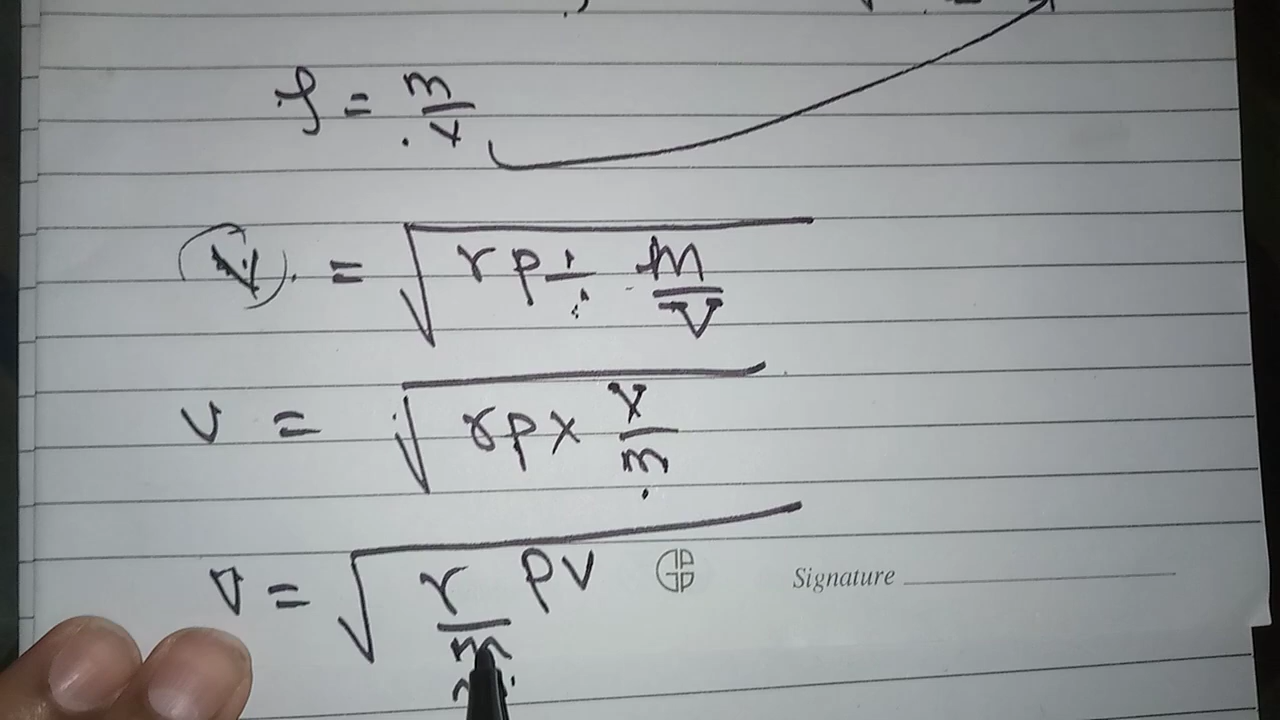 ρ = m/v
V = √(γp ÷ m/V)
v = √(γp × v/m)
v = √(γ/m PV)
Signature